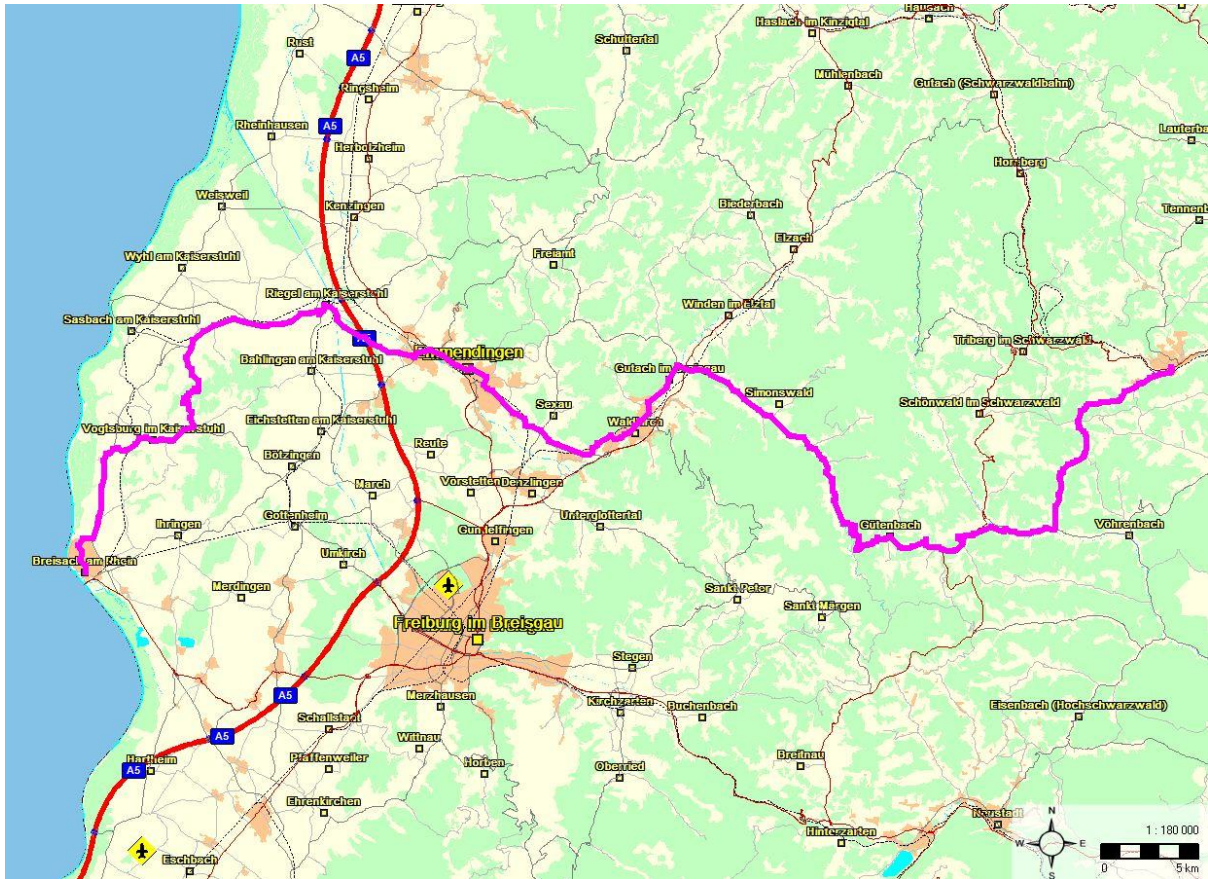 Haslach im Kinzigtal
Hausach
Rust
A5
Schuttertal
Mühlenbach
Gutach (Schwarzwaldbahn)
Ringsheim
Rheinhausen
A5
Herbolzheim
Hornberg
Weisweil
Kenzingen
Biederbach
Elzach
Freiamt
Wyhl am Kaiserstuhl
Riegel am Kaiserstuhl
Winden im Elztal
Sasbach am Kaiserstuhl
A5
Emmendingen
Triberg im Schwarzwald
Bahlingen am Kaiserstuhl
Gutach im Breisgau
Simonswald
Schönwald im Schwarzwald
Sexau
Eichstetten am Kaiserstuhl
Vogtsburg im Kaiserstuhl
Waldkirch
Reute
Bötzingen
Vorstetten
Denzlingen
March
Gottenheim
Ihringen
Gundelfingen
Unterglottertal
Gütenbach
Vöhrenbach
Breisach am Rhein
Umkirch
Merdingen
Sankt Peter
Sankt Märgen
Freiburg im Breisgau
Stegen
A5
Merzhausen
Kirchzarten
Buchenbach
Eisenbach (Hochschwarzwald)
Schallstadt
A5
Wittnau
Hartheim
A5
Pfaffenweiler
Horben
Oberried
Breitnau
Ehrenkirchen
Neustadt
Hinterzarten
Eschbach
N
W
E
S
1 : 180 000
0
5 km